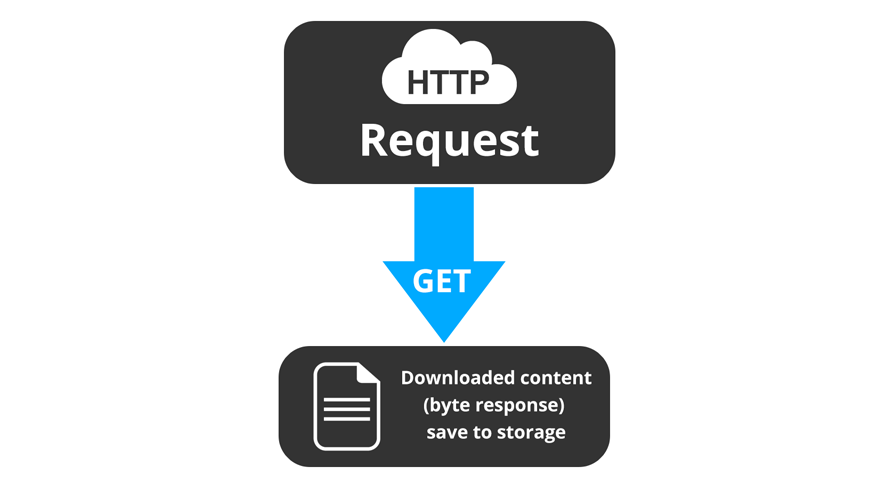 HTTP
Request
GET
Downloaded content
(byte response)
save to storage